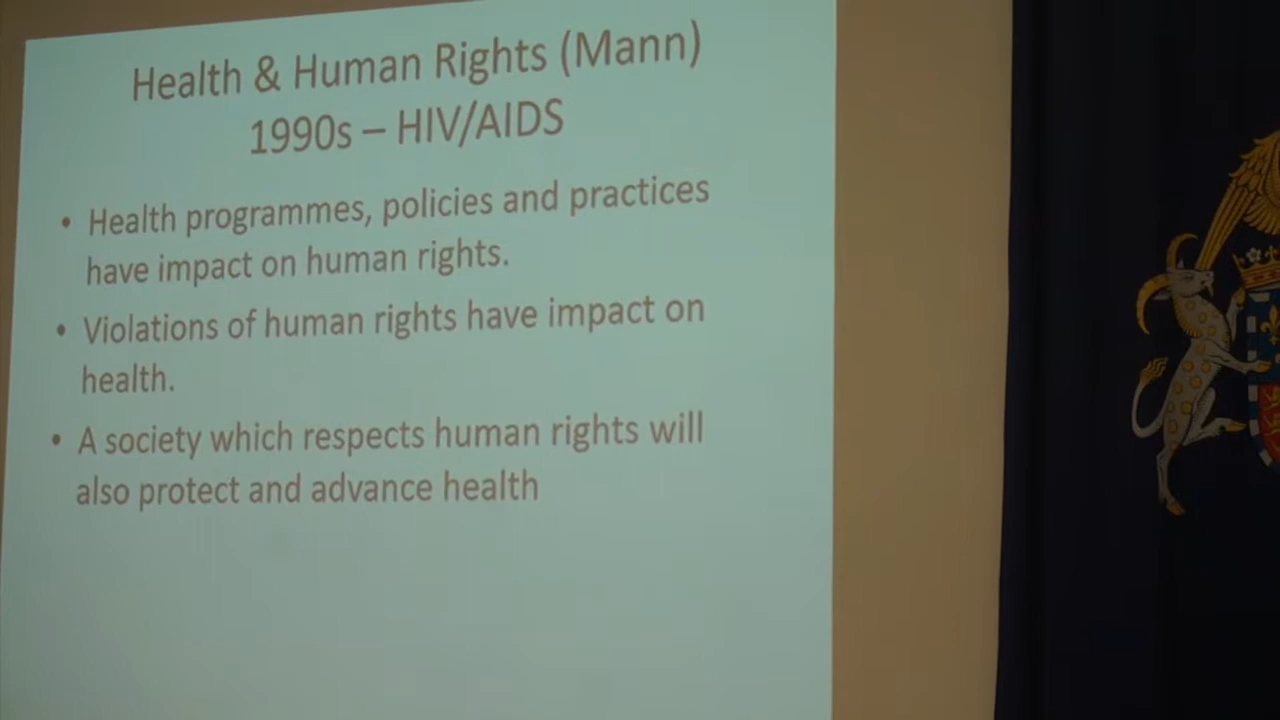 Health & Human Rights (Mann)
1990s – HIV/AIDS
• Health programmes, policies and practices
have impact on human rights.
• Violations of human rights have impact on
health.
• A society which respects human rights will
also protect and advance health